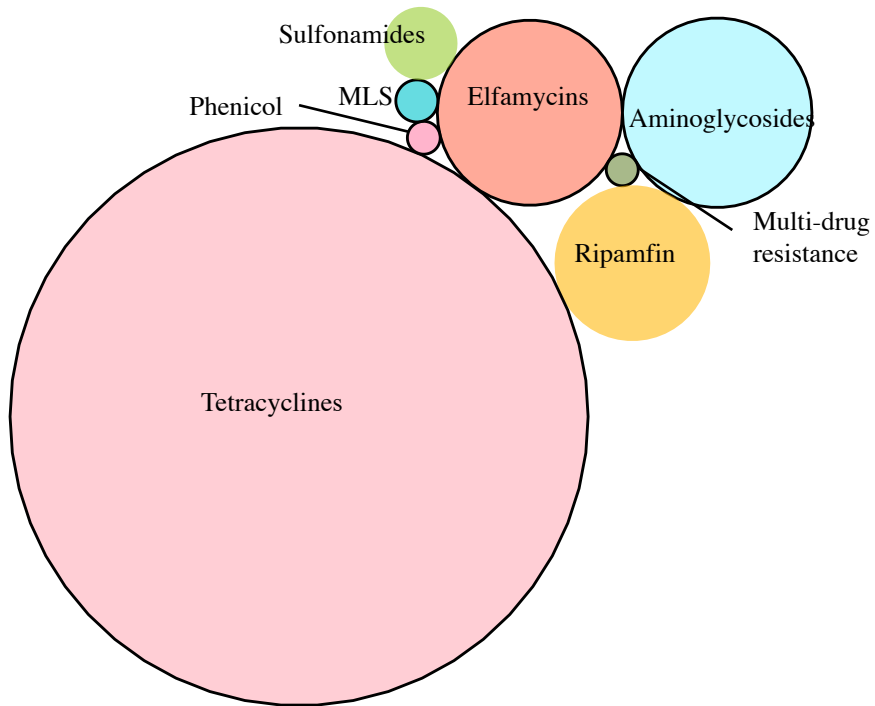 Sulfonamides
MLS
Phenicol
Elfamycins
Aminoglycosides
Multi-drug
resistance
Ripamfin
Tetracyclines